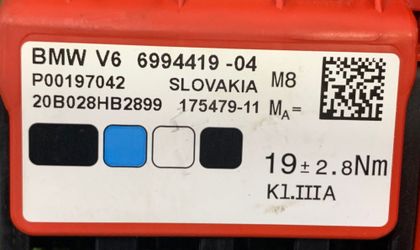 BMW V6 6994419 -04
P00197042 SLOVAKIA M8
20B028HB2899 175479-11 MA=
19 ± 2.8Nm
Kl.IIIA